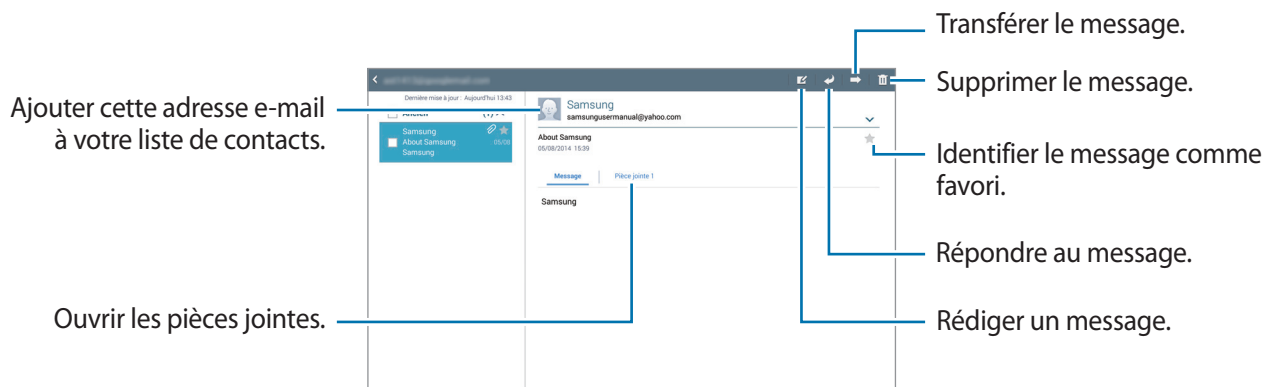 Transférer le message.
Supprimer le message.
Ajouter cette adresse e-mail
à votre liste de contacts.
Identifier le message comme
favori.
Répondre au message.
Ouvrir les pièces jointes.
Rédiger un message.
Dernière mise à jour : Aujourd'hui 13:43
Ancien (1)
Samsung
About Samsung 05/08
Samsung
Samsung
samsungusermanual@yahoo.com
About Samsung
05/08/2014 15:39
Message Pièce jointe 1
Samsung